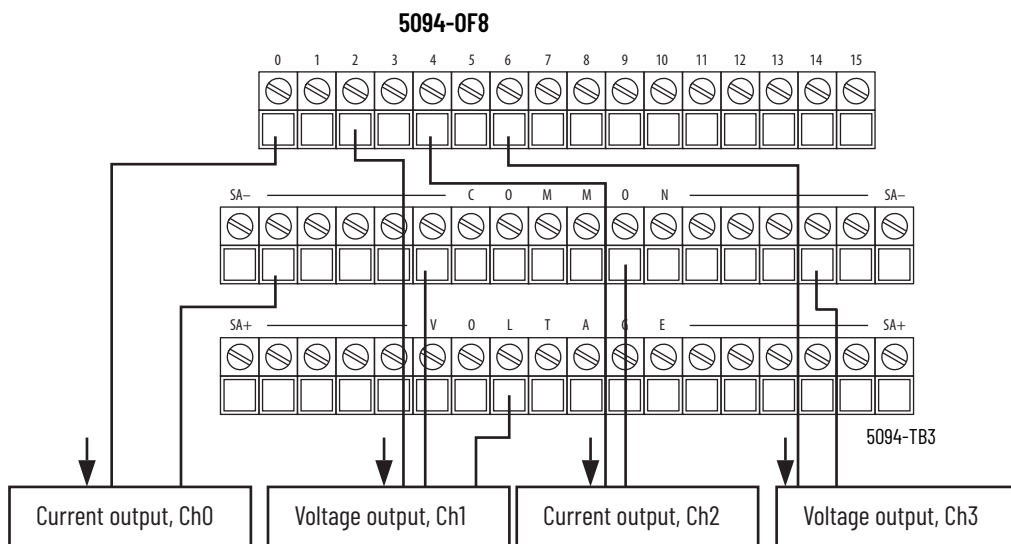 5094-OF8
0 1 2 3 4 5 6 7 8 9 10 11 12 13 14 15
SA– C O M M O N SA–
SA+ V O L T A G E SA+
5094-TB3
Current output, Ch0
Voltage output, Ch1
Current output, Ch2
Voltage output, Ch3